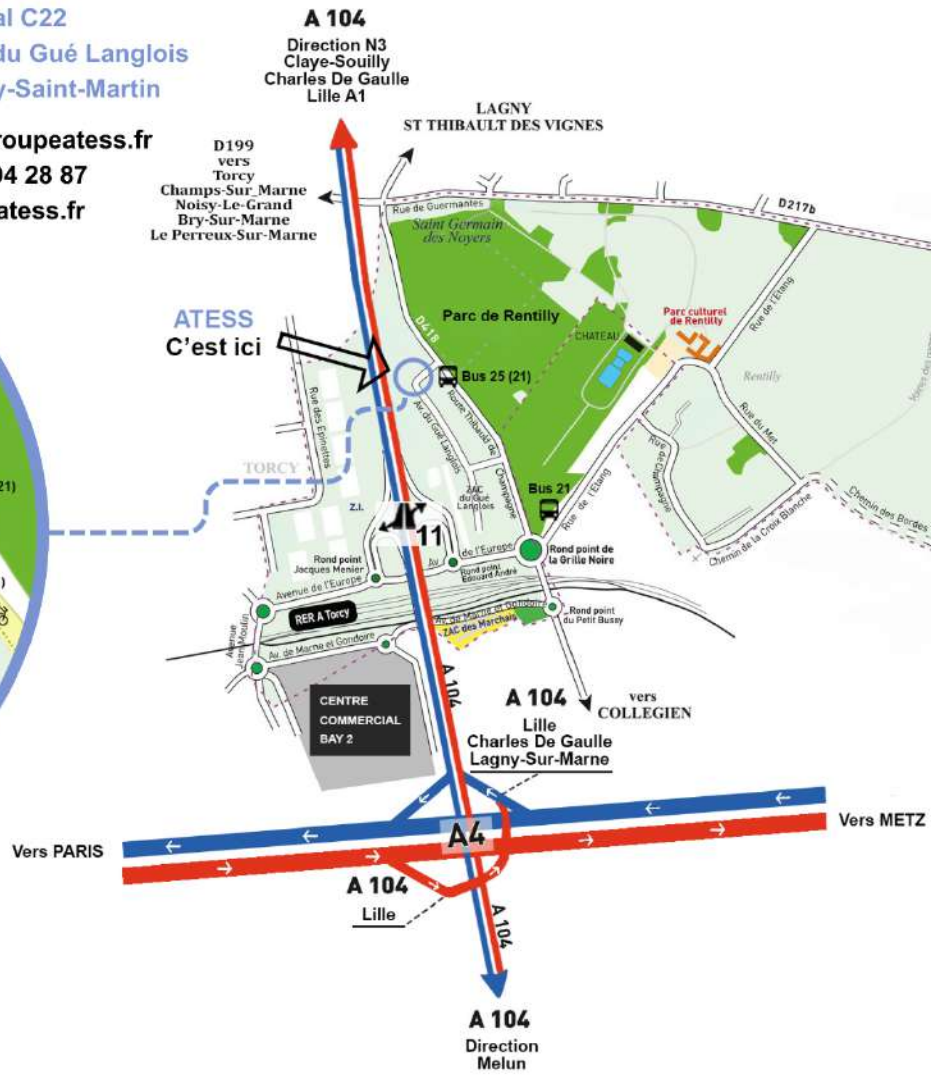 al C22
du Gué Langlois
y-Saint-Martin
roupeatess.fr
04 28 87
atess.fr
A 104
Direction N3
Claye-Souilly
Charles De Gaulle
Lille A1
LAGNY
ST THIBAULT DES VIGNES
D199
vers
Torcy
Champs-Sur_Marne
Noisy-Le-Grand
Bry-Sur-Marne
Le Perreux-Sur-Marne
Rue de Guermantes
D217b
Saint Germain
des Noyers
Parc de Rentilly
CHATEAU
Parc culturel
de Rentilly
Rue de l'Etang
Rentilly
ATESS
C'est ici
D418
Bus 25 (21)
Route Thibauld de Champagne
Av. du Gué Langlois
Rue des Epinettes
TORCY
Z.I.
ZAC
du Gué
Langlois
Bus 21
Rue de l'Etang
Rue de Champagne
Rue du Met
Chemin des Bordes
Chemin de la Croix Blanche
21)
)
11
Rond point
Jacques Menier
Avenue de l'Europe
Av. de l'Europe
Rond point
Edouard André
Rond point de
la Grille Noire
RER A Torcy
Avenue
Jean Moulin
Av. de Marne et Gondoire
Av. de Marne et Gondoire
ZAC des Marchais
Rond point
du Petit Bussy
CENTRE
COMMERCIAL
BAY 2
A 104
A 104
Lille
Charles De Gaulle
Lagny-Sur-Marne
vers
COLLEGIEN
Vers PARIS
A4
Vers METZ
A 104
Lille
A 104
A 104
Direction
Melun